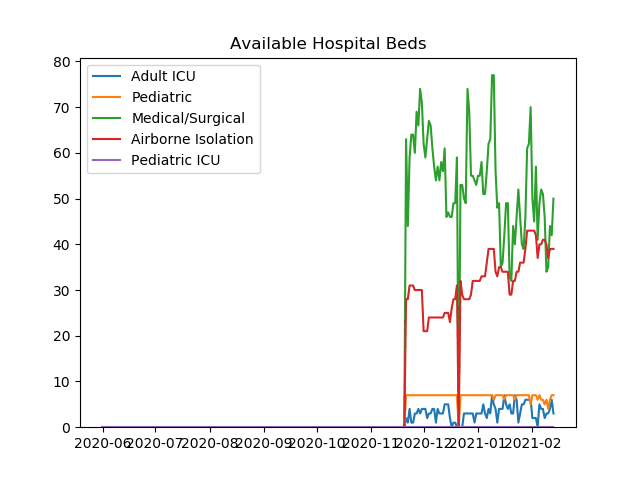 Available Hospital Beds
80
70
60
50
40
30
20
10
0
Adult ICU
Pediatric
Medical/Surgical
Airborne Isolation
Pediatric ICU
2020-06 2020-07 2020-08 2020-09 2020-10 2020-11 2020-12 2021-01 2021-02